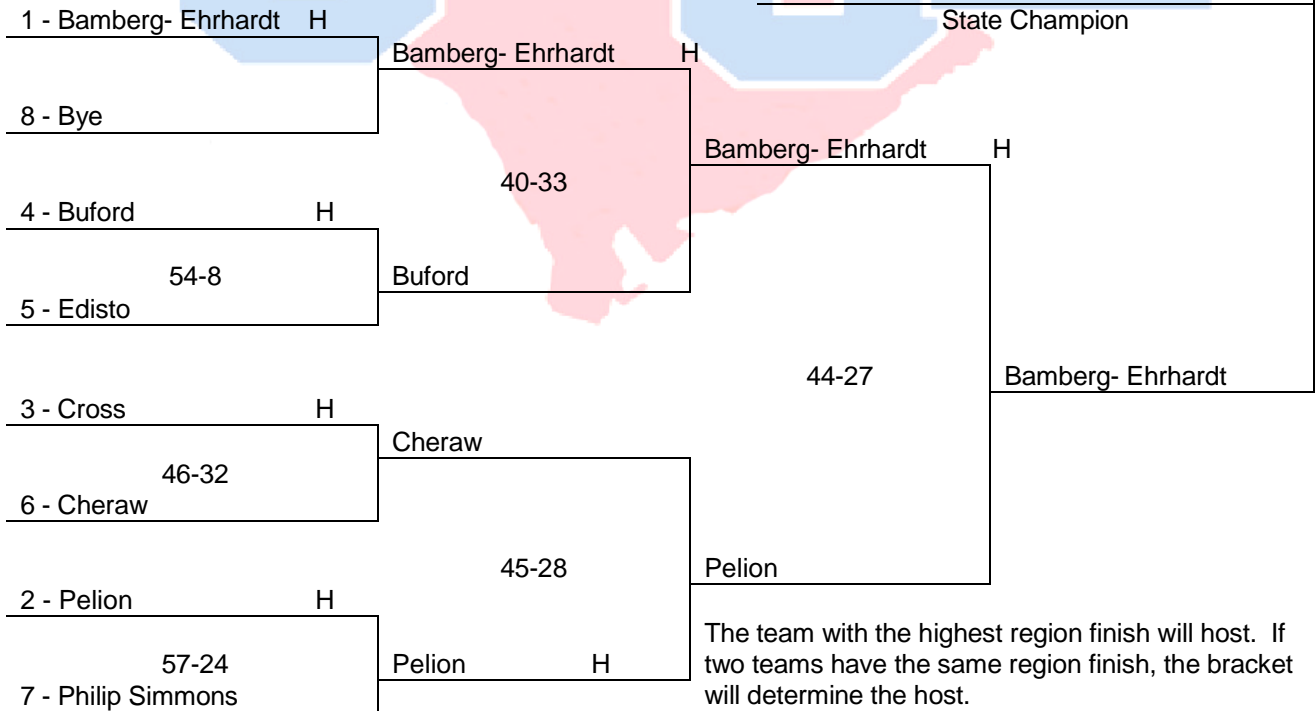 State Champion
1 - Bamberg- Ehrhardt H
Bamberg- Ehrhardt H
8 - Bye
Bamberg- Ehrhardt H
40-33
4 - Buford H
54-8
Buford
5 - Edisto
44-27
Bamberg- Ehrhardt
3 - Cross H
Cheraw
46-32
6 - Cheraw
45-28
Pelion
2 - Pelion H
57-24
Pelion H
7 - Philip Simmons
The team with the highest region finish will host. If
two teams have the same region finish, the bracket
will determine the host.